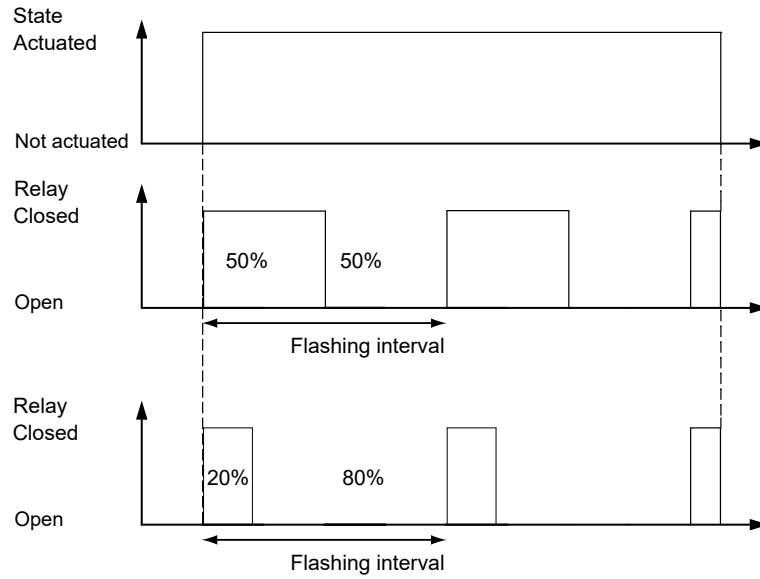 State
Actuated
Not actuated
Relay
Closed
50%
50%
Open
Flashing interval
Relay
Closed
20%
80%
Open
Flashing interval